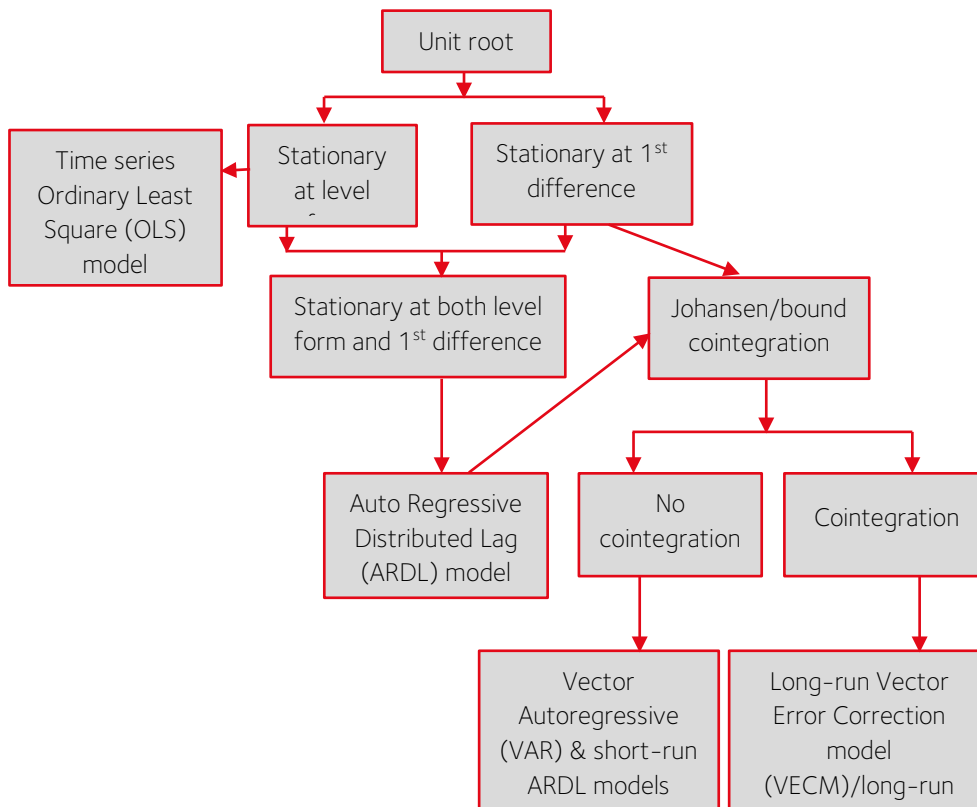 Unit root
Time series
Ordinary Least
Square (OLS)
model
Stationary
at level
Stationary at 1st
difference
Stationary at both level
form and 1st difference
Johansen/bound
cointegration
Auto Regressive
Distributed Lag
(ARDL) model
No
cointegration
Cointegration
Vector
Autoregressive
(VAR) & short-run
ARDL models
Long-run Vector
Error Correction
model
(VECM)/long-run